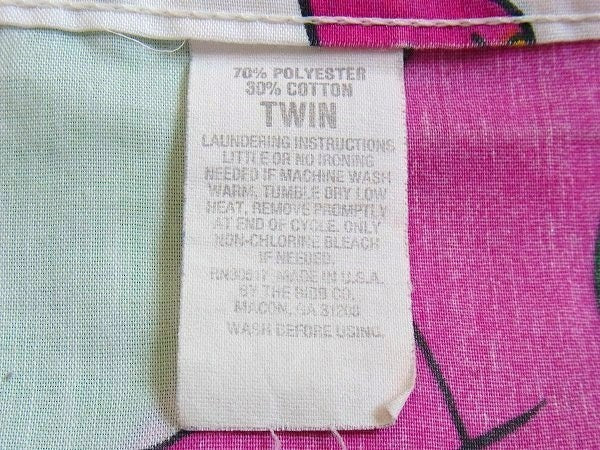 70% POLYESTER
30% COTTON
TWIN
LAUNDERING INSTRUCTIONS
LITTLE OR NO IRONING
NEEDED IF MACHINE WASH
WARM, TUMBLE DRY LOW
HEAT, REMOVE PROMPTLY
AT END OF CYCLE. ONLY
NON-CHLORINE BLEACH
IF NEEDED.
MADE IN U.S.A.
BY THE BIBB CO.
MACON, GA 31208
WASH BEFORE USING.